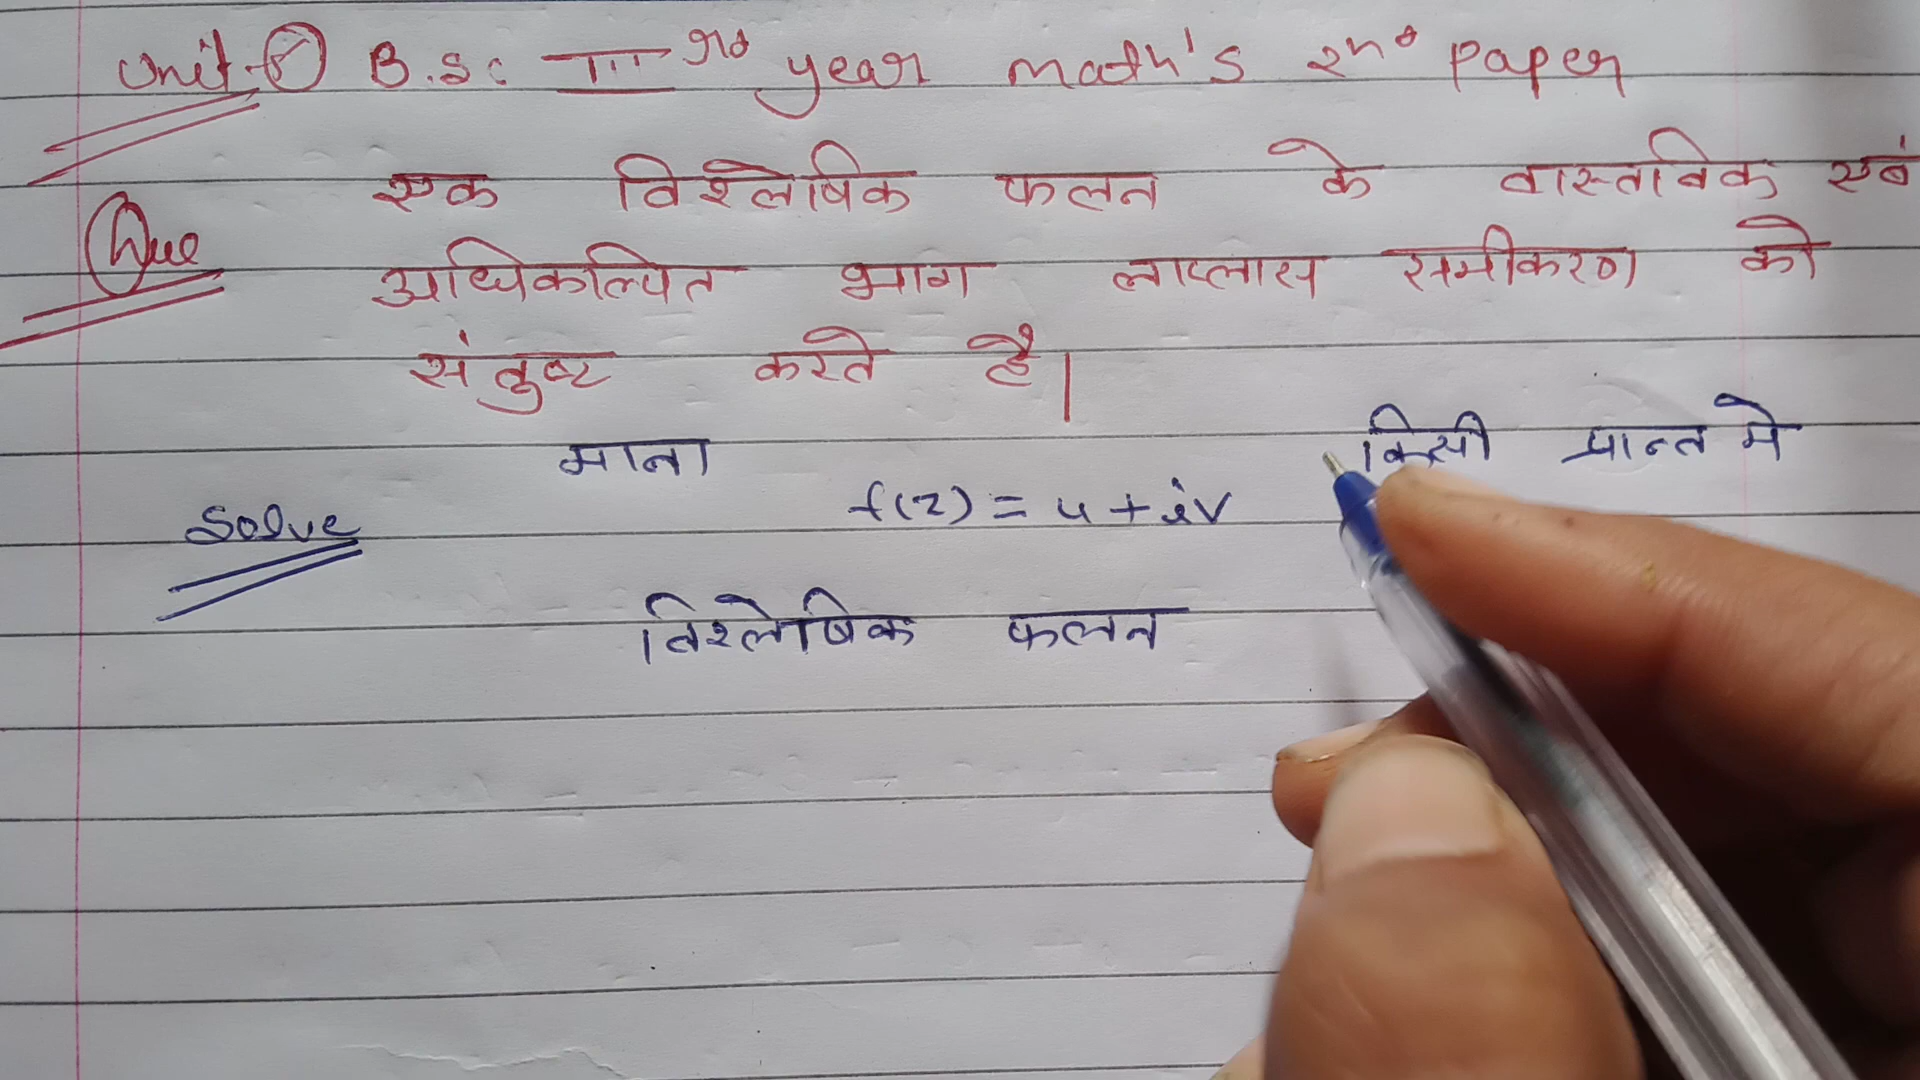 Unit-5 B.Sc IIIrd year math's 2nd Paper
एक विश्लेषिक फलन के वास्तविक एवं
Que अधिकल्पित भाग लाप्लास समीकरण को
संतुष्ट करते है।
माना f(z) = u + iv किसी प्रान्त मे
Solve
विश्लेषिक फलन